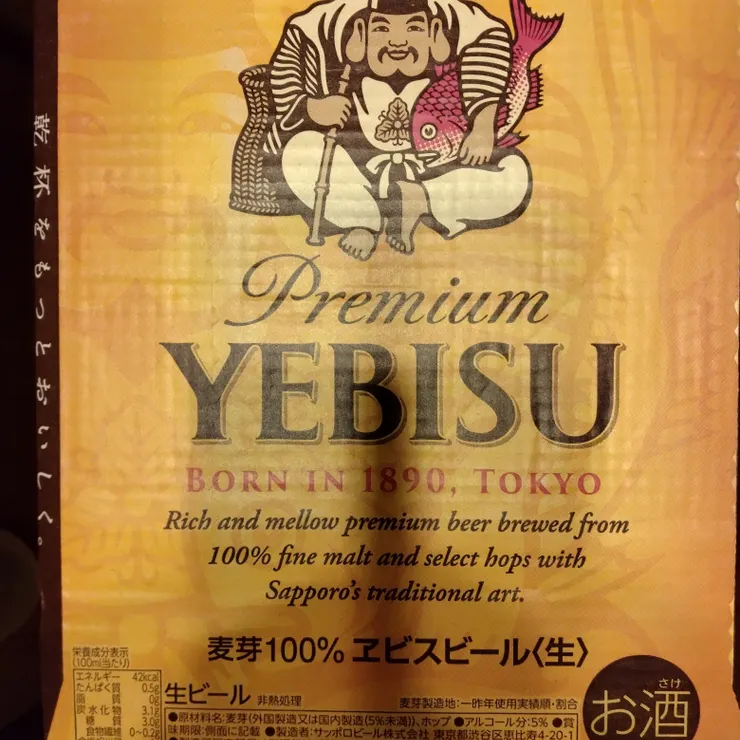 乾杯をもっとおいしく。
Premium
YEBISU
BORN IN 1890, TOKYO
Rich and mellow premium beer brewed from
100% fine malt and select hops with
Sapporo's traditional art.
麦芽100% ヱビスビール〈生〉
栄養成分表示
(100ml当たり)
エネルギー 42kcal
たんぱく質 0.5g
脂質 0g
炭水化物 3.1g
糖質 3.0g
食物繊維 0~0.2g
生ビール 非熱処理
麦芽製造地:一昨年使用実績順・割合
●原材料名:麦芽(外国製造又は国内製造(5%未満))、ホップ ●アルコール分:5% ●賞
味期限:側面に記載 ●製造者:サッポロビール株式会社 東京都渋谷区恵比寿4-20-1
さけ
お酒